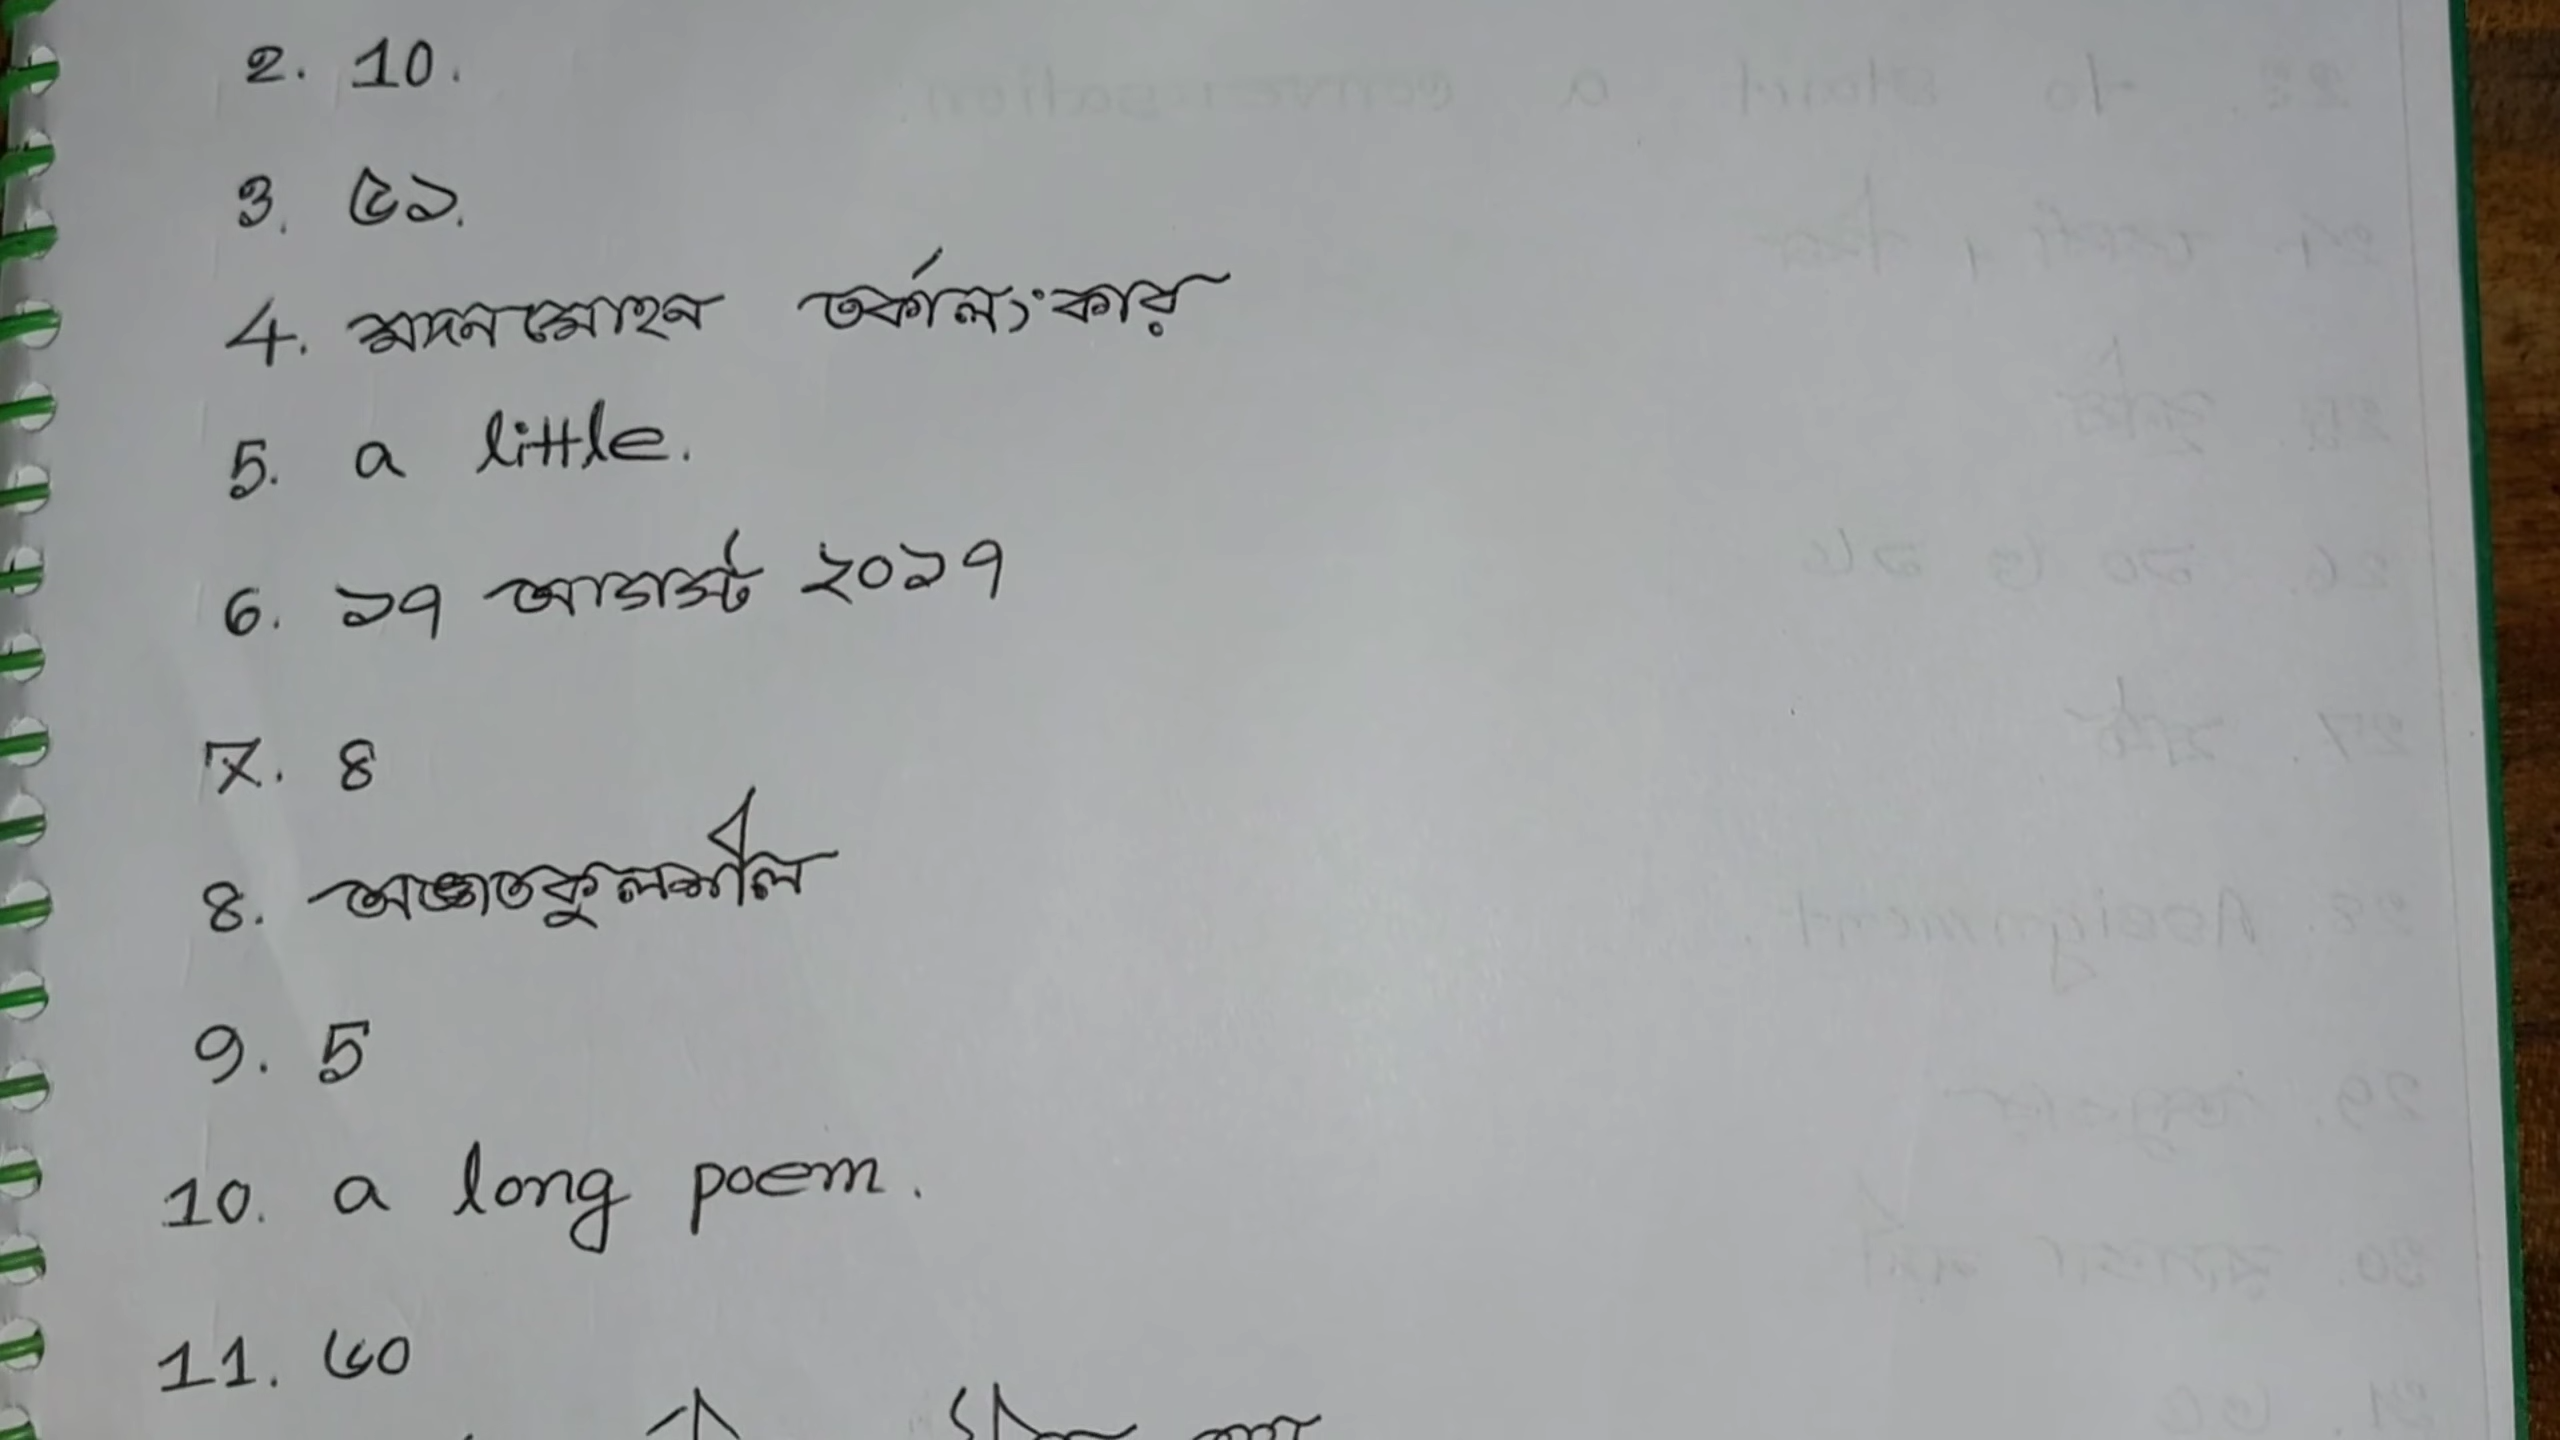 2. 10.
3. ৫১.
4. মদনমোহন তর্কালংকার
5. a little.
6. ১৭ আগস্ট ২০১৭
7. 8
8. অজ্ঞাতকুলশীল
9. 5
10. a long poem.
11. ৬০